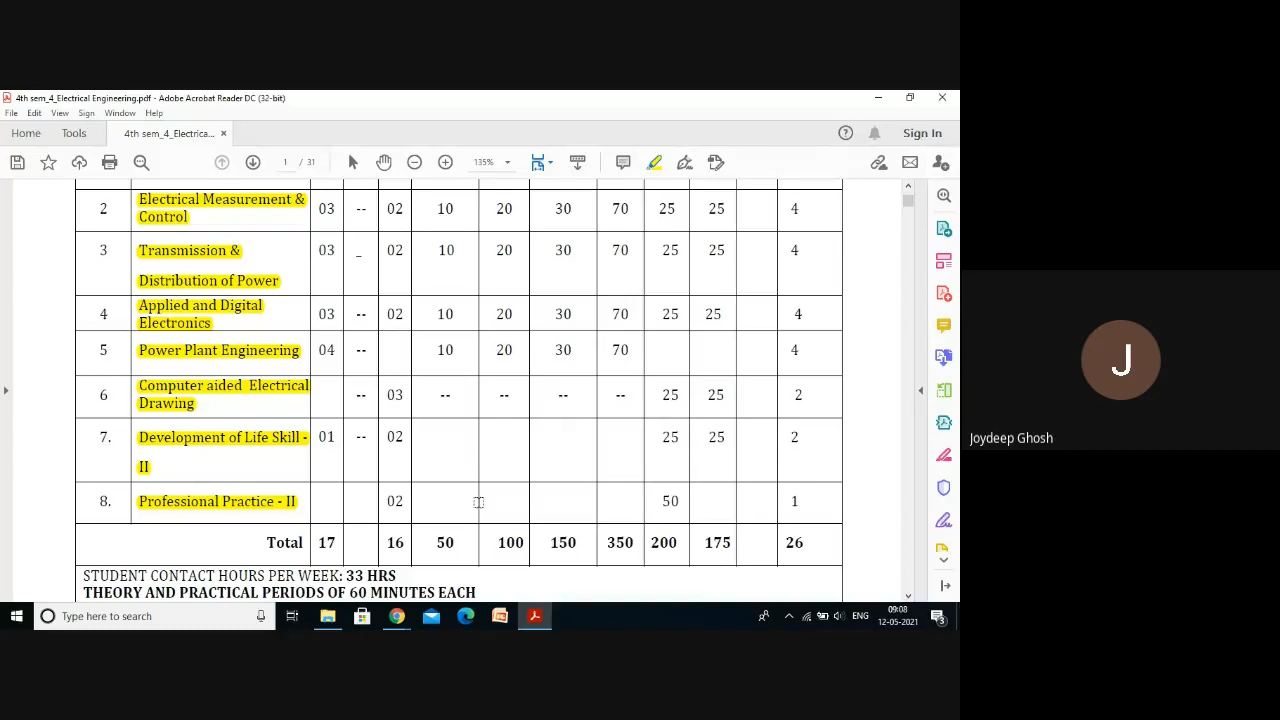 4th sem_4_Electrical Engineering.pdf - Adobe Acrobat Reader DC (32-bit)
File Edit View Sign Window Help
Home Tools 4th sem_4_Electrica... × Sign In
1 / 31 135%
2 Electrical Measurement & Control 03 -- 02 10 20 30 70 25 25 4
3 Transmission & Distribution of Power 03 _ 02 10 20 30 70 25 25 4
4 Applied and Digital Electronics 03 -- 02 10 20 30 70 25 25 4
5 Power Plant Engineering 04 -- 10 20 30 70 4
6 Computer aided Electrical Drawing -- 03 -- -- -- -- 25 25 2
7. Development of Life Skill - II 01 -- 02 25 25 2
8. Professional Practice - II 02 50 1
Total 17 16 50 100 150 350 200 175 26
STUDENT CONTACT HOURS PER WEEK: 33 HRS
THEORY AND PRACTICAL PERIODS OF 60 MINUTES EACH
Type here to search
ENG
09:08
12-05-2021
3
J
Joydeep Ghosh